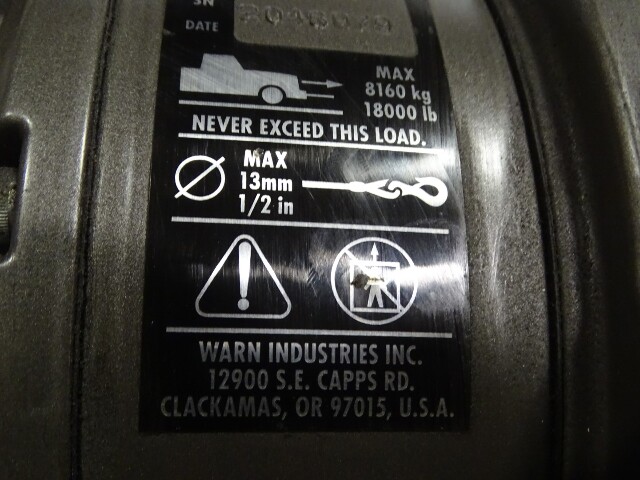 SN
DATE
MAX
8160 kg
18000 lb
NEVER EXCEED THIS LOAD.
MAX
13mm
1/2 in
WARN INDUSTRIES INC.
12900 S.E. CAPPS RD.
CLACKAMAS, OR 97015, U.S.A.